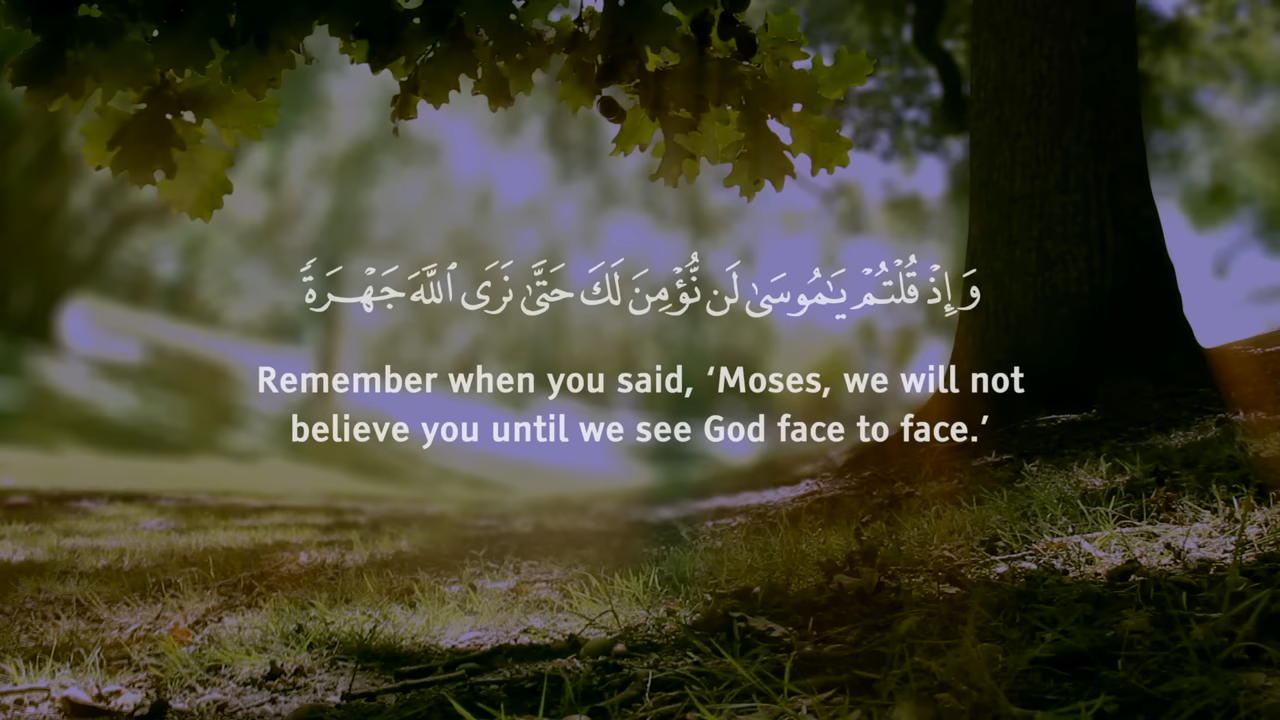 وَإِذْ قُلْتُمْ يَـٰمُوسَىٰ لَن نُّؤْمِنَ لَكَ حَتَّىٰ نَرَى ٱللَّهَ جَهْرَةً
Remember when you said, ‘Moses, we will not
believe you until we see God face to face.’